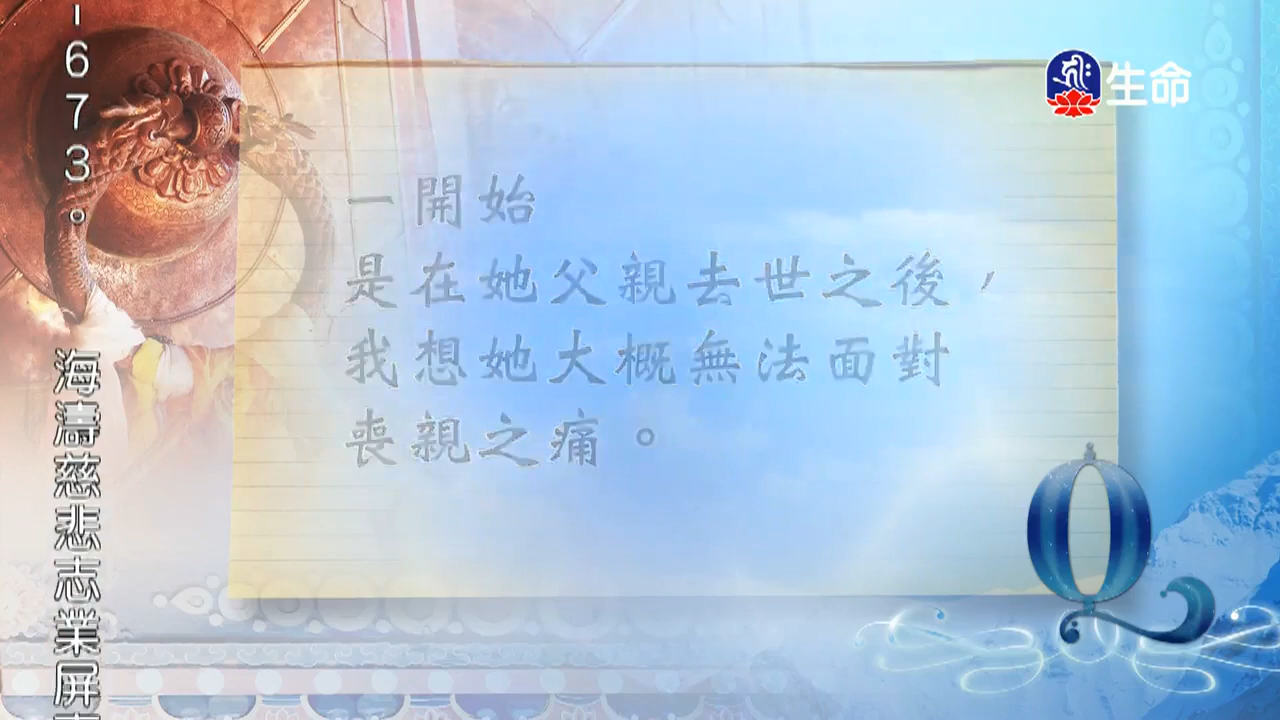 生命
一開始
是在她父親去世之後，
我想她大概無法面對
喪親之痛。
Q
-673。海濤慈悲志業屏